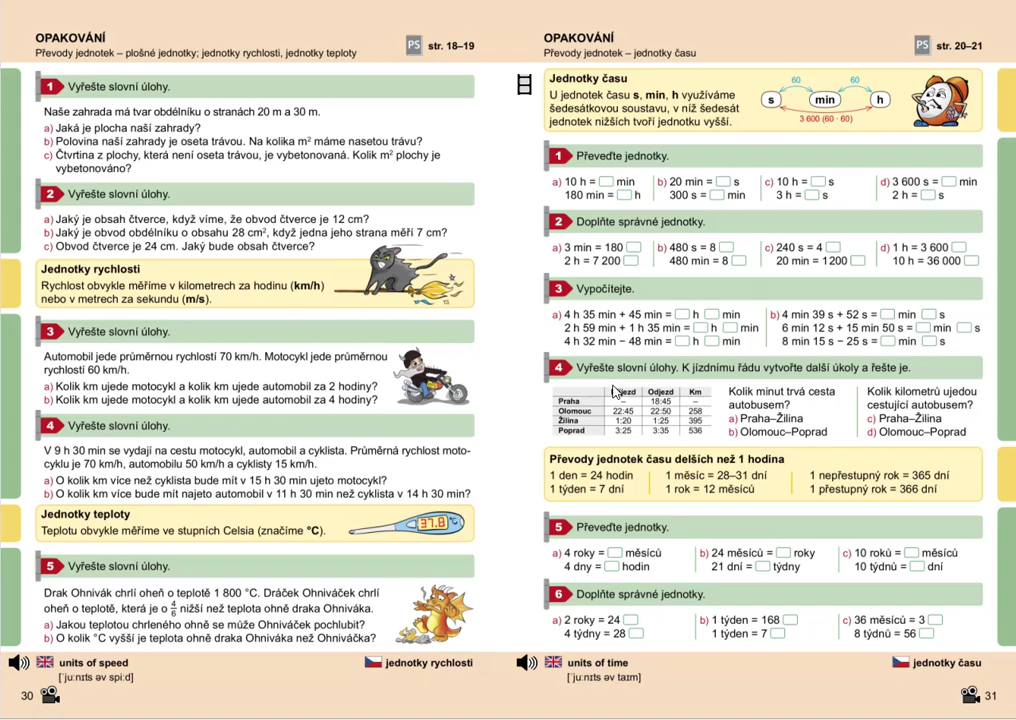 OPAKOVÁNÍ
Převody jednotek – plošné jednotky; jednotky rychlosti, jednotky teploty
PS str. 18–19
1 Vyřešte slovní úlohy.
Naše zahrada má tvar obdélníku o stranách 20 m a 30 m.
a) Jaká je plocha naší zahrady?
b) Polovina naší zahrady je oseta trávou. Na kolika m² máme nasetou trávu?
c) Čtvrtina z plochy, která není oseta trávou, je vybetonovaná. Kolik m² plochy je
vybetonováno?
2 Vyřešte slovní úlohy.
a) Jaký je obsah čtverce, když víme, že obvod čtverce je 12 cm?
b) Jaký je obvod obdélníku o obsahu 28 cm², když jedna jeho strana měří 7 cm?
c) Obvod čtverce je 24 cm. Jaký bude obsah čtverce?
Jednotky rychlosti
Rychlost obvykle měříme v kilometrech za hodinu (km/h)
nebo v metrech za sekundu (m/s).
3 Vyřešte slovní úlohy.
Automobil jede průměrnou rychlostí 70 km/h. Motocykl jede průměrnou
rychlostí 60 km/h.
a) Kolik km ujede motocykl a kolik km ujede automobil za 2 hodiny?
b) Kolik km ujede motocykl a kolik km ujede automobil za 4 hodiny?
4 Vyřešte slovní úlohy.
V 9 h 30 min se vydají na cestu motocykl, automobil a cyklista. Průměrná rychlost moto-
cyklu je 70 km/h, automobilu 50 km/h a cyklisty 15 km/h.
a) O kolik km více než cyklista bude mít v 15 h 30 min ujeto motocykl?
b) O kolik km více bude mít najeto automobil v 11 h 30 min než cyklista v 14 h 30 min?
Jednotky teploty
Teplotu obvykle měříme ve stupních Celsia (značíme °C).
37.8 °C
5 Vyřešte slovní úlohy.
Drak Ohnivák chrlí oheň o teplotě 1 800 °C. Dráček Ohniváček chrlí
oheň o teplotě, která je o 4/6 nižší než teplota ohně draka Ohniváka.
a) Jakou teplotou chrleného ohně se může Ohniváček pochlubit?
b) O kolik °C vyšší je teplota ohně draka Ohniváka než Ohniváčka?
units of speed
[ˈjuːnɪts əv spiːd]
jednotky rychlosti
30
OPAKOVÁNÍ
Převody jednotek – jednotky času
PS str. 20–21
Jednotky času
U jednotek času s, min, h využíváme
šedesátkovou soustavu, v níž šedesát
jednotek nižších tvoří jednotku vyšší.
60 60
s min h
3 600 (60 · 60)
1 Převeďte jednotky.
a) 10 h = min b) 20 min = s c) 10 h = s d) 3 600 s = min
180 min = h 300 s = min 3 h = s 2 h = s
2 Doplňte správné jednotky.
a) 3 min = 180 b) 480 s = 8 c) 240 s = 4 d) 1 h = 3 600
2 h = 7 200 480 min = 8 20 min = 1200 10 h = 36 000
3 Vypočítejte.
a) 4 h 35 min + 45 min = h min b) 4 min 39 s + 52 s = min s
2 h 59 min + 1 h 35 min = h min 6 min 12 s + 15 min 50 s = min s
4 h 32 min − 48 min = h min 8 min 15 s − 25 s = min s
4 Vyřešte slovní úlohy. K jízdnímu řádu vytvořte další úkoly a řešte je.
jezd Odjezd Km
Praha – 18:45 –
Olomouc 22:45 22:50 258
Žilina 1:20 1:25 395
Poprad 3:25 3:35 536
Kolik minut trvá cesta
autobusem?
a) Praha–Žilina
b) Olomouc–Poprad
Kolik kilometrů ujedou
cestující autobusem?
c) Praha–Žilina
d) Olomouc–Poprad
Převody jednotek času delších než 1 hodina
1 den = 24 hodin 1 měsíc = 28–31 dní 1 nepřestupný rok = 365 dní
1 týden = 7 dní 1 rok = 12 měsíců 1 přestupný rok = 366 dní
5 Převeďte jednotky.
a) 4 roky = měsíců b) 24 měsíců = roky c) 10 roků = měsíců
4 dny = hodin 21 dní = týdny 10 týdnů = dní
6 Doplňte správné jednotky.
a) 2 roky = 24 b) 1 týden = 168 c) 36 měsíců = 3
4 týdny = 28 1 týden = 7 8 týdnů = 56
units of time
[ˈjuːnɪts əv taɪm]
jednotky času
31